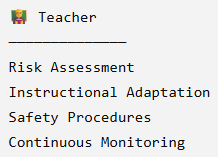 👩‍🏫 Teacher
──────────────
Risk Assessment
Instructional Adaptation
Safety Procedures
Continuous Monitoring